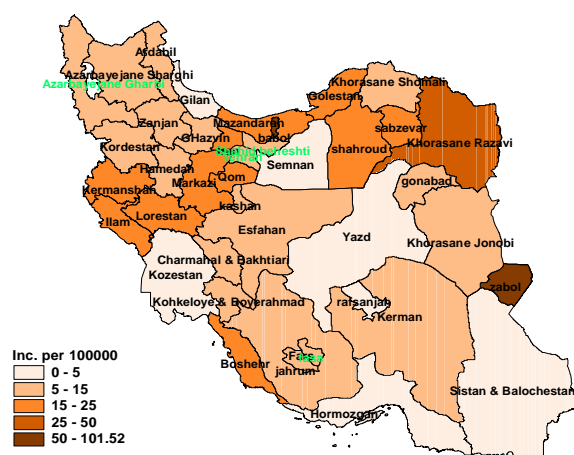 Ardabil
Azarbayejane Sharghi
Azarbayejane Gharbi
Khorasane Shomali
Gilan
Golestan
Zanjan
Mazandaran
sabzevar
GHazvin
babol
Khorasane Razavi
Kordestan
shahroud
Shahid beheshti
Tehran
Semnan
Hamedan
Qom
Markazi
gonabad
Kermanshah
kashan
Lorestan
Ilam
Esfahan
Yazd
Khorasane Jonobi
Charmahal & Bakhtiari
Kozestan
zabol
Kohkeloye & Boyerahmad
rafsanjan
Kerman
Fars
fasa
Boshehr
jahrum
Sistan & Balochestan
Hormozgan
Inc. per 100000
0 - 5
5 - 15
15 - 25
25 - 50
50 - 101.52